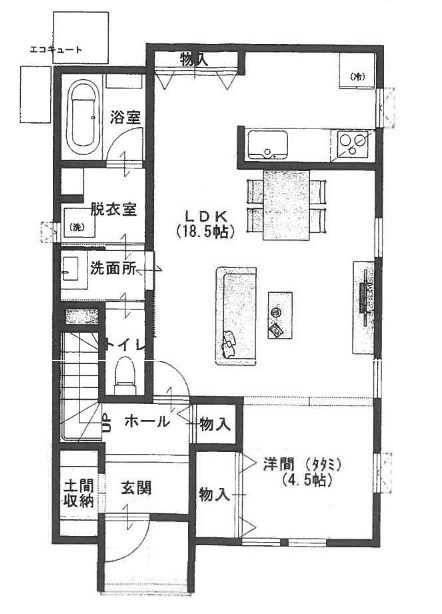 エコキュート
物入
(冷)
浴室
脱衣室
(洗)
LDK
(18.5帖)
洗面所
トイレ
UP
ホール
物入
洋間(タタミ)
(4.5帖)
土間
収納
玄関
物入